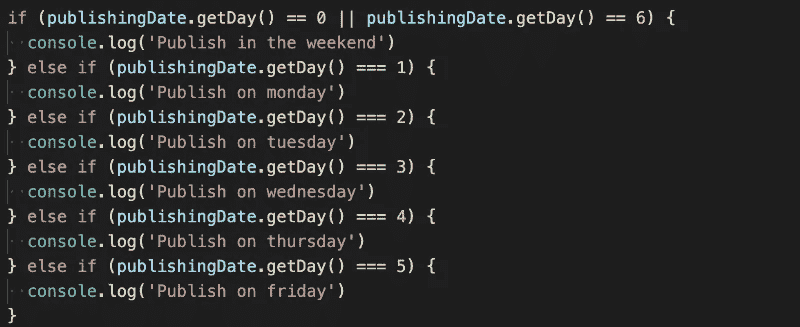 if (publishingDate.getDay() == 0 || publishingDate.getDay() == 6) {
  console.log('Publish in the weekend')
} else if (publishingDate.getDay() === 1) {
  console.log('Publish on monday')
} else if (publishingDate.getDay() === 2) {
  console.log('Publish on tuesday')
} else if (publishingDate.getDay() === 3) {
  console.log('Publish on wednesday')
} else if (publishingDate.getDay() === 4) {
  console.log('Publish on thursday')
} else if (publishingDate.getDay() === 5) {
  console.log('Publish on friday')
}